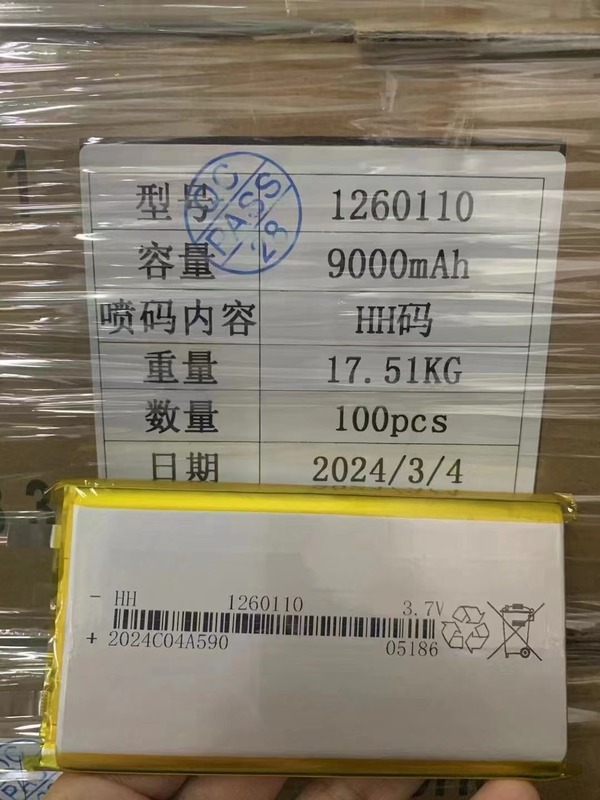 型号 1260110
QC
PASS
28
容量 9000mAh
喷码内容 HH码
重量 17.51KG
数量 100pcs
日期 2024/3/4
- HH 1260110 3.7V
+ 2024C04A590 05186